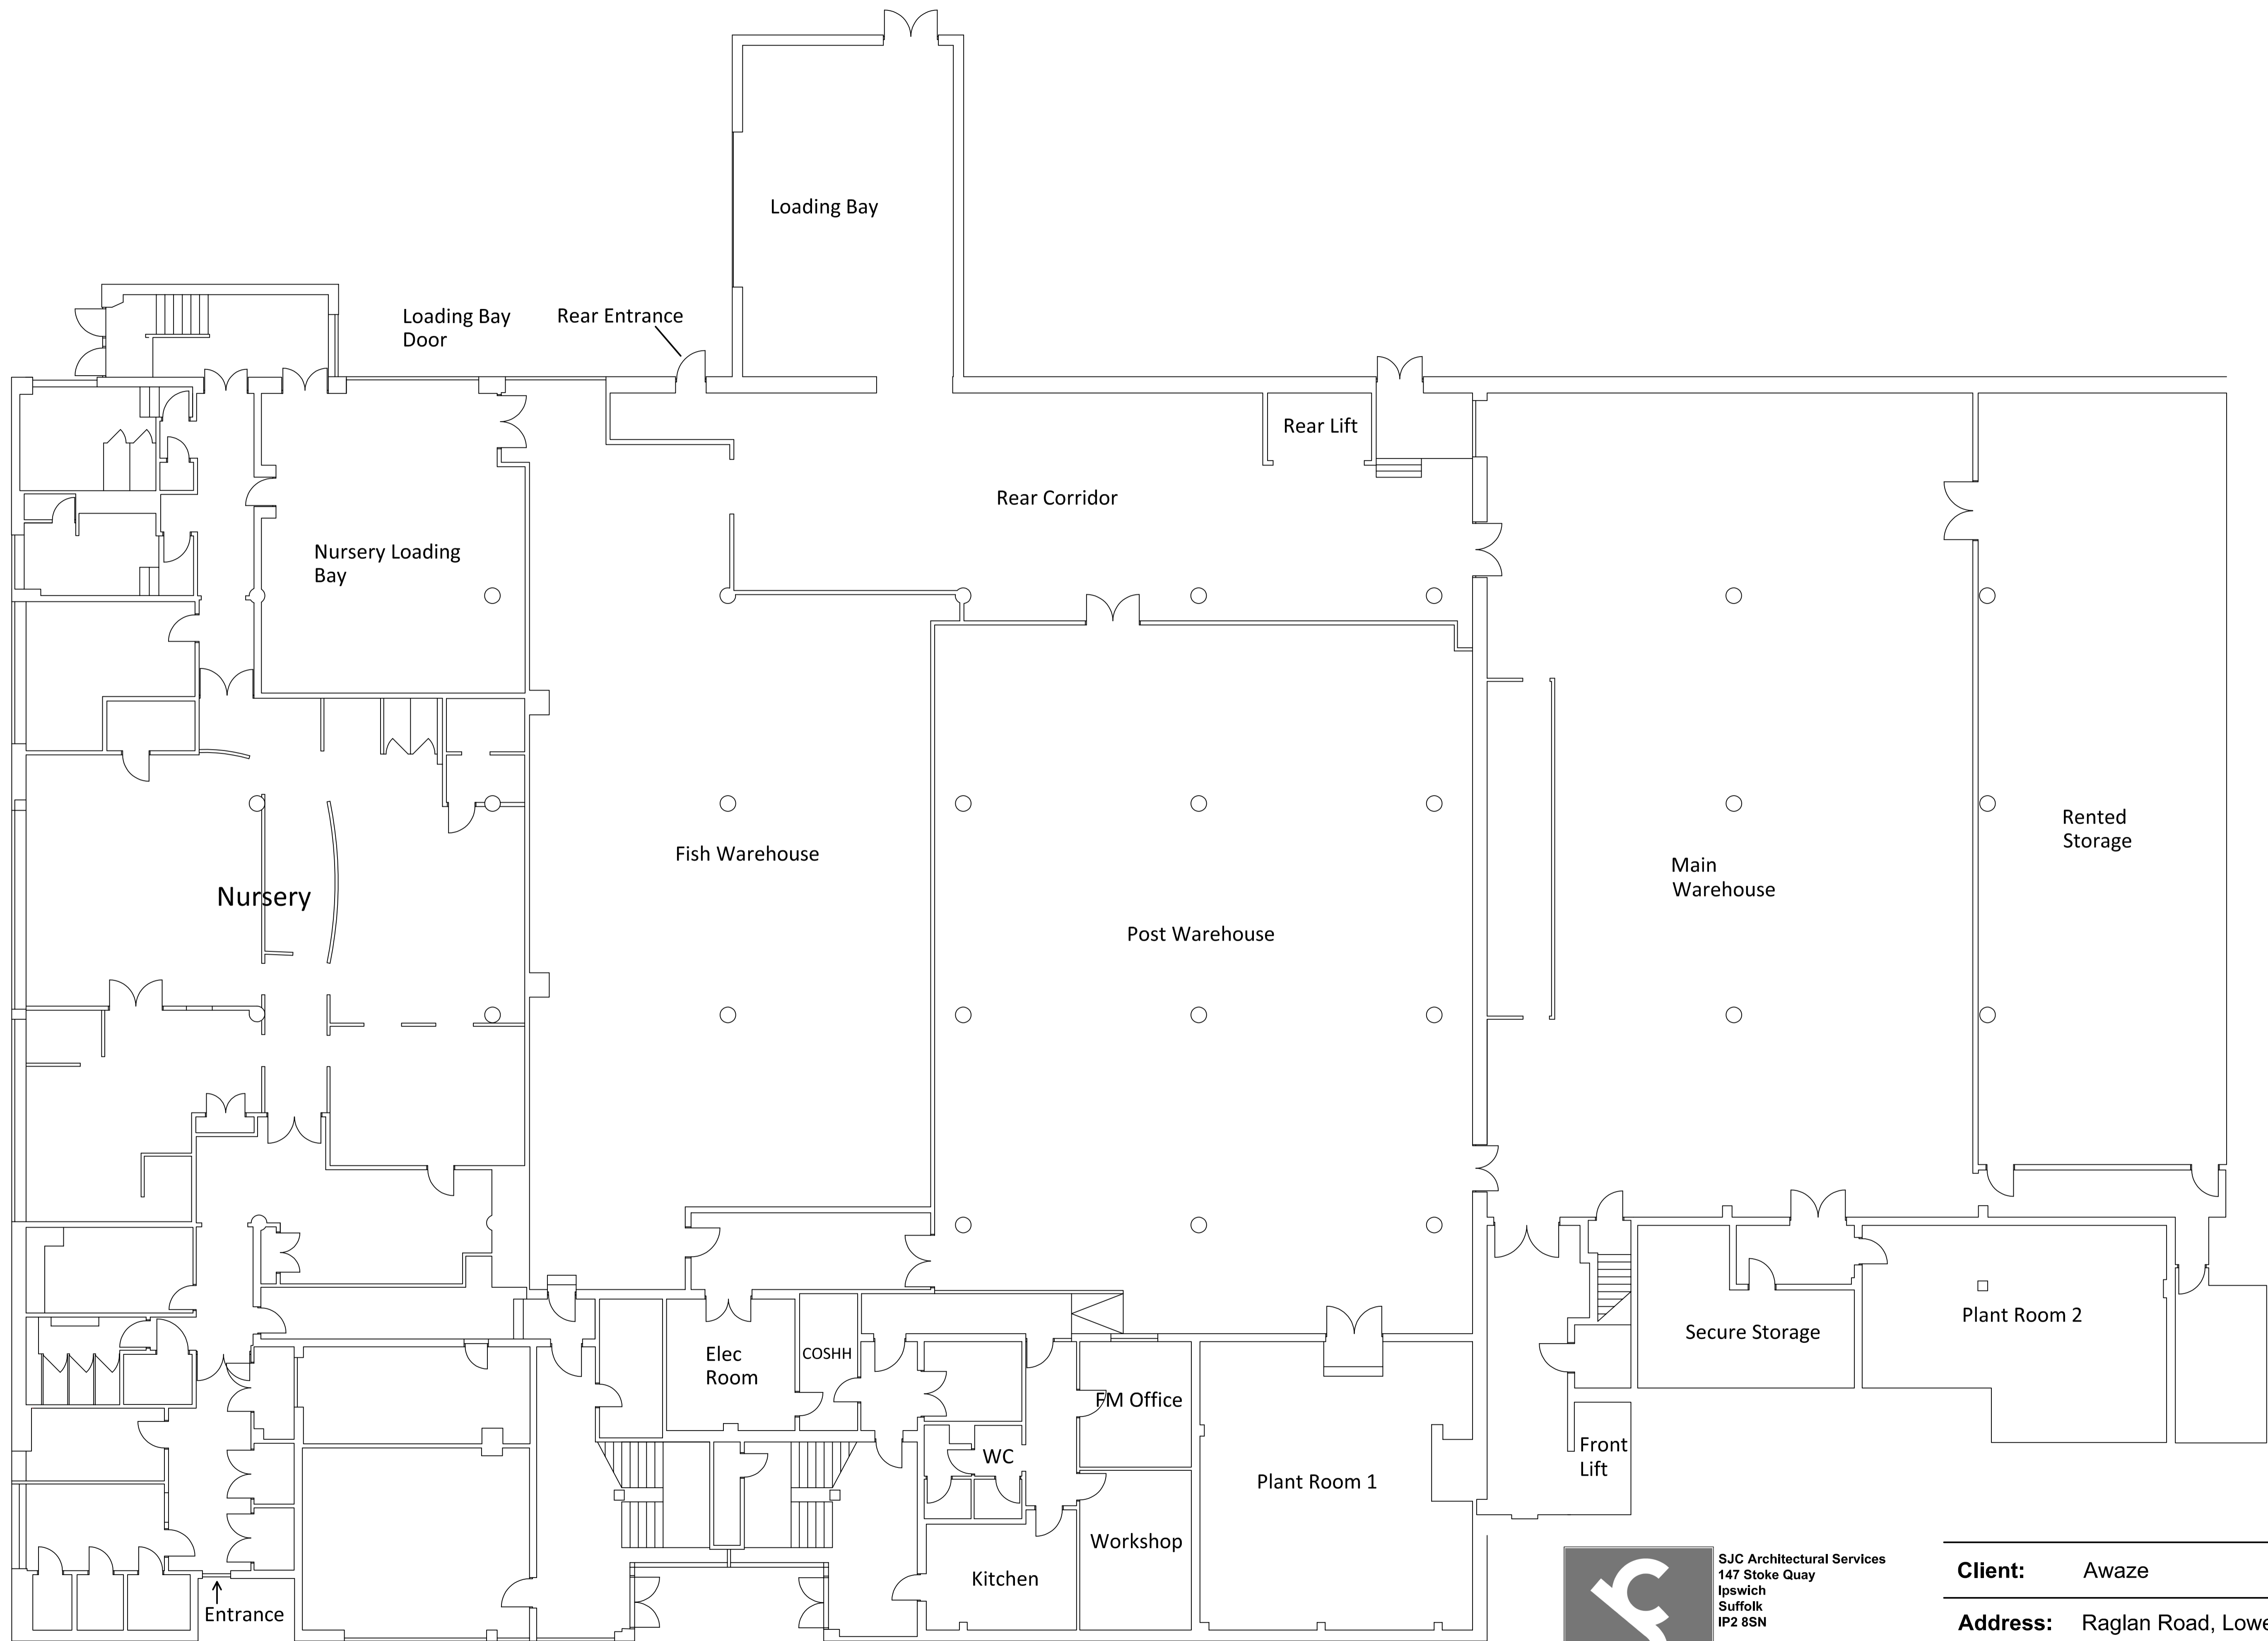 Loading Bay
Loading Bay
Door
Rear Entrance
Rear Lift
Rear Corridor
Nursery Loading
Bay
Rented
Storage
Fish Warehouse
Main
Warehouse
Nursery
Post Warehouse
Plant Room 2
Secure Storage
Elec
Room
COSHH
FM Office
Front
Lift
WC
Plant Room 1
Workshop
Kitchen
Entrance
SJC Architectural Services
147 Stoke Quay
Ipswich
Suffolk
IP2 8SN
Client: Awaze
Address: Raglan Road,